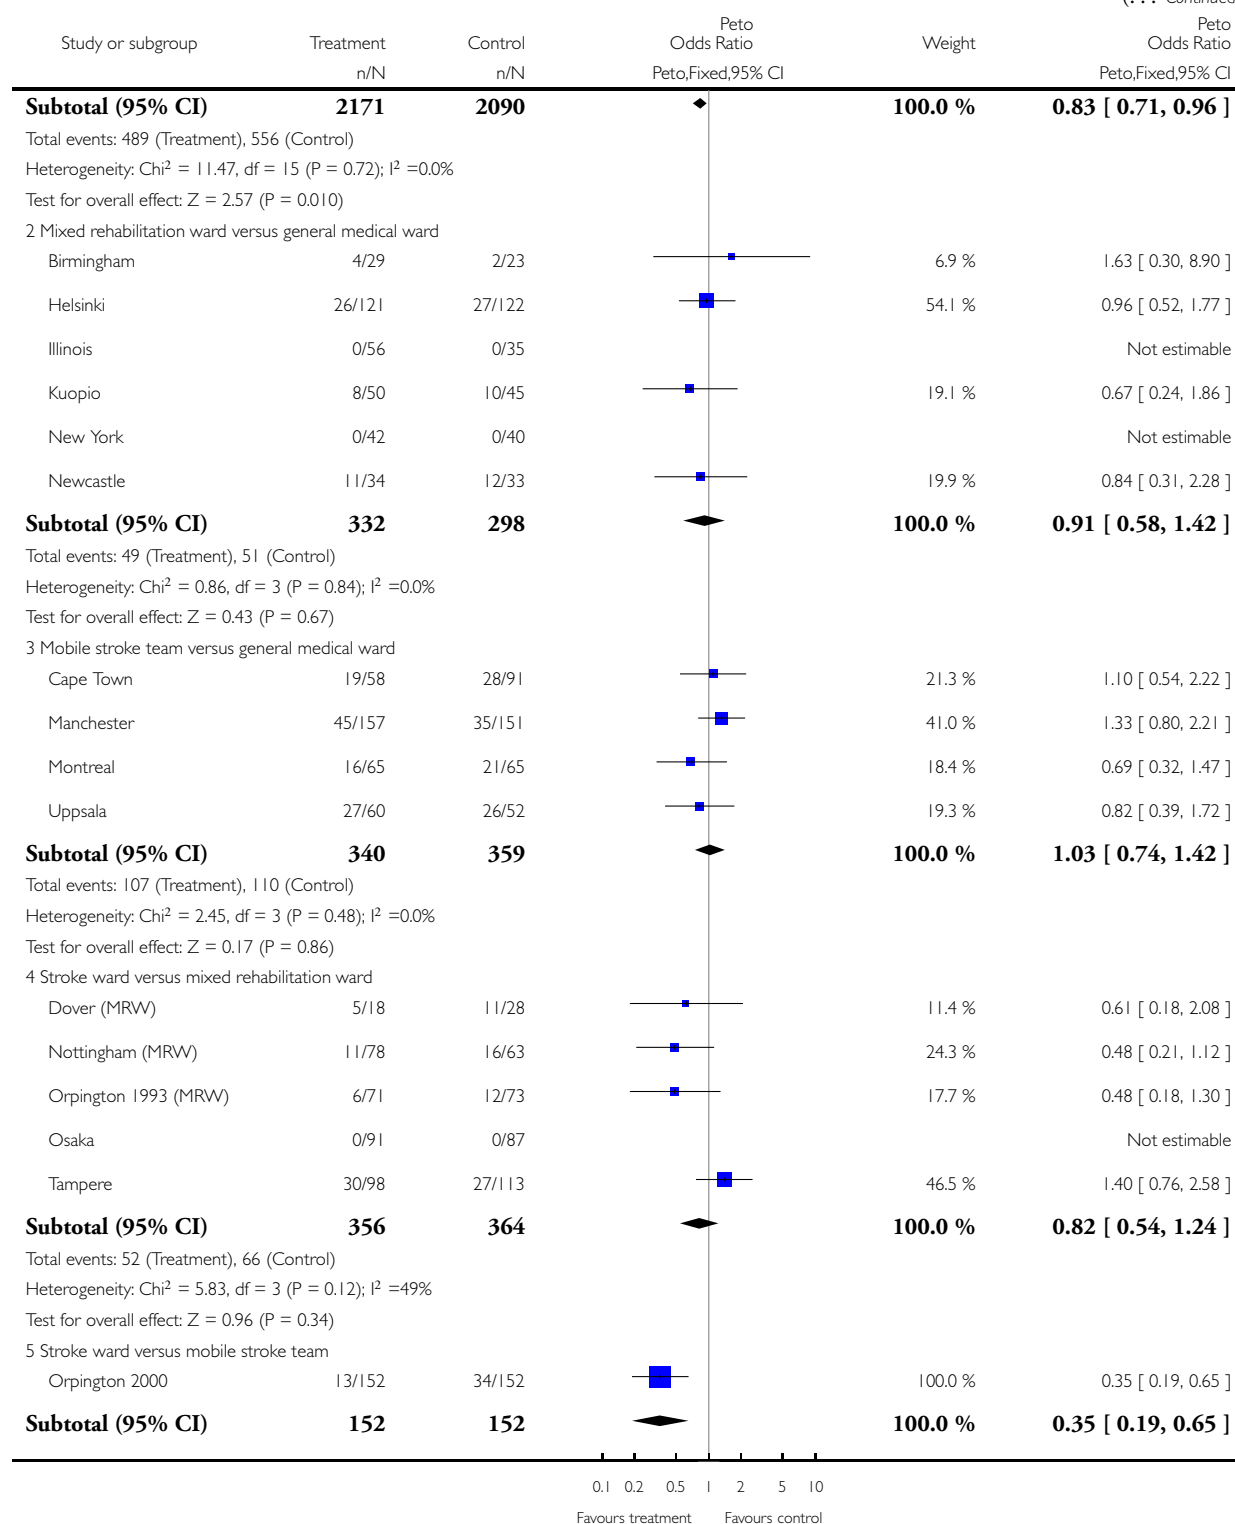 (. . . Continued
Peto Peto
Study or subgroup Treatment Control Odds Ratio Weight Odds Ratio
n/N n/N Peto,Fixed,95% CI Peto,Fixed,95% CI
Subtotal (95% CI) 2171 2090 100.0 % 0.83 [ 0.71, 0.96 ]
Total events: 489 (Treatment), 556 (Control)
Heterogeneity: Chi² = 11.47, df = 15 (P = 0.72); I² =0.0%
Test for overall effect: Z = 2.57 (P = 0.010)
2 Mixed rehabilitation ward versus general medical ward
Birmingham 4/29 2/23 6.9 % 1.63 [ 0.30, 8.90 ]
Helsinki 26/121 27/122 54.1 % 0.96 [ 0.52, 1.77 ]
Illinois 0/56 0/35 Not estimable
Kuopio 8/50 10/45 19.1 % 0.67 [ 0.24, 1.86 ]
New York 0/42 0/40 Not estimable
Newcastle 11/34 12/33 19.9 % 0.84 [ 0.31, 2.28 ]
Subtotal (95% CI) 332 298 100.0 % 0.91 [ 0.58, 1.42 ]
Total events: 49 (Treatment), 51 (Control)
Heterogeneity: Chi² = 0.86, df = 3 (P = 0.84); I² =0.0%
Test for overall effect: Z = 0.43 (P = 0.67)
3 Mobile stroke team versus general medical ward
Cape Town 19/58 28/91 21.3 % 1.10 [ 0.54, 2.22 ]
Manchester 45/157 35/151 41.0 % 1.33 [ 0.80, 2.21 ]
Montreal 16/65 21/65 18.4 % 0.69 [ 0.32, 1.47 ]
Uppsala 27/60 26/52 19.3 % 0.82 [ 0.39, 1.72 ]
Subtotal (95% CI) 340 359 100.0 % 1.03 [ 0.74, 1.42 ]
Total events: 107 (Treatment), 110 (Control)
Heterogeneity: Chi² = 2.45, df = 3 (P = 0.48); I² =0.0%
Test for overall effect: Z = 0.17 (P = 0.86)
4 Stroke ward versus mixed rehabilitation ward
Dover (MRW) 5/18 11/28 11.4 % 0.61 [ 0.18, 2.08 ]
Nottingham (MRW) 11/78 16/63 24.3 % 0.48 [ 0.21, 1.12 ]
Orpington 1993 (MRW) 6/71 12/73 17.7 % 0.48 [ 0.18, 1.30 ]
Osaka 0/91 0/87 Not estimable
Tampere 30/98 27/113 46.5 % 1.40 [ 0.76, 2.58 ]
Subtotal (95% CI) 356 364 100.0 % 0.82 [ 0.54, 1.24 ]
Total events: 52 (Treatment), 66 (Control)
Heterogeneity: Chi² = 5.83, df = 3 (P = 0.12); I² =49%
Test for overall effect: Z = 0.96 (P = 0.34)
5 Stroke ward versus mobile stroke team
Orpington 2000 13/152 34/152 100.0 % 0.35 [ 0.19, 0.65 ]
Subtotal (95% CI) 152 152 100.0 % 0.35 [ 0.19, 0.65 ]
0.1 0.2 0.5 1 2 5 10
Favours treatment Favours control